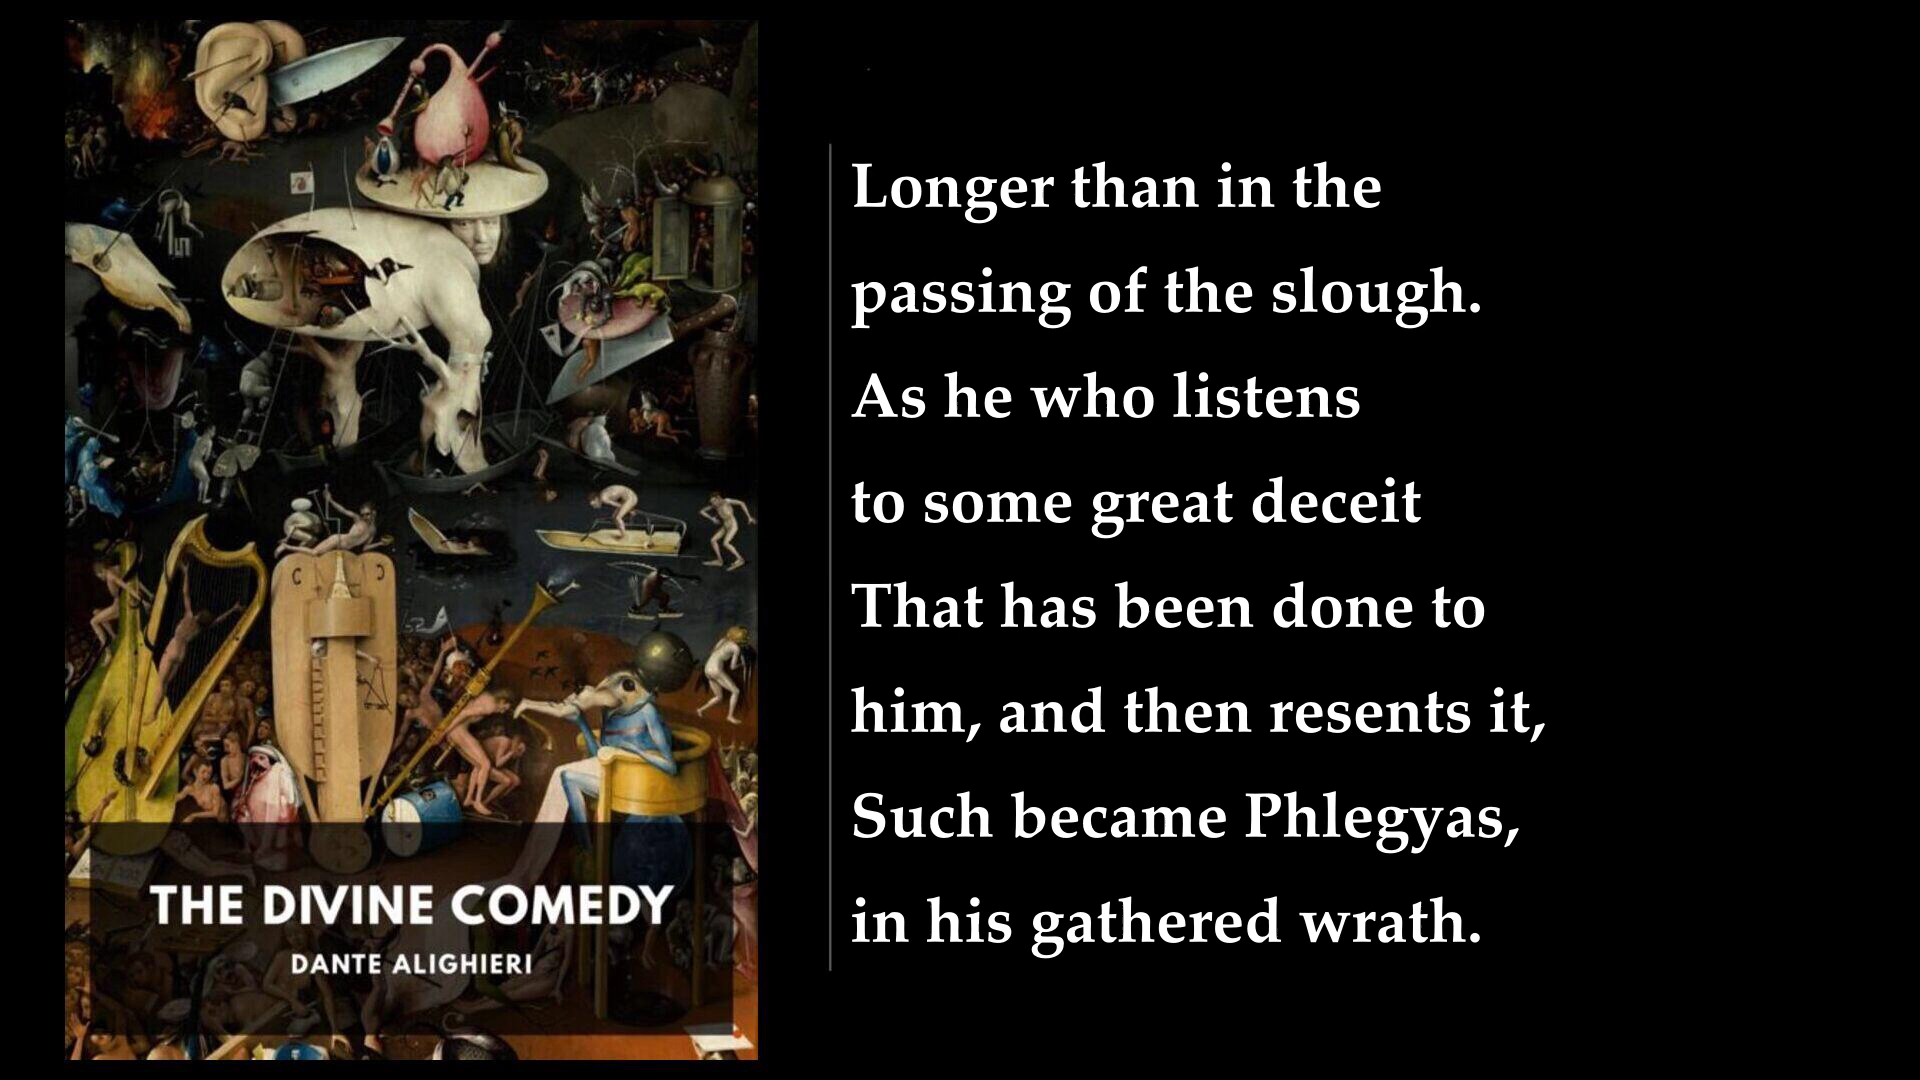 THE DIVINE COMEDY
DANTE ALIGHIERI
Longer than in the
passing of the slough.
As he who listens
to some great deceit
That has been done to
him, and then resents it,
Such became Phlegyas,
in his gathered wrath.